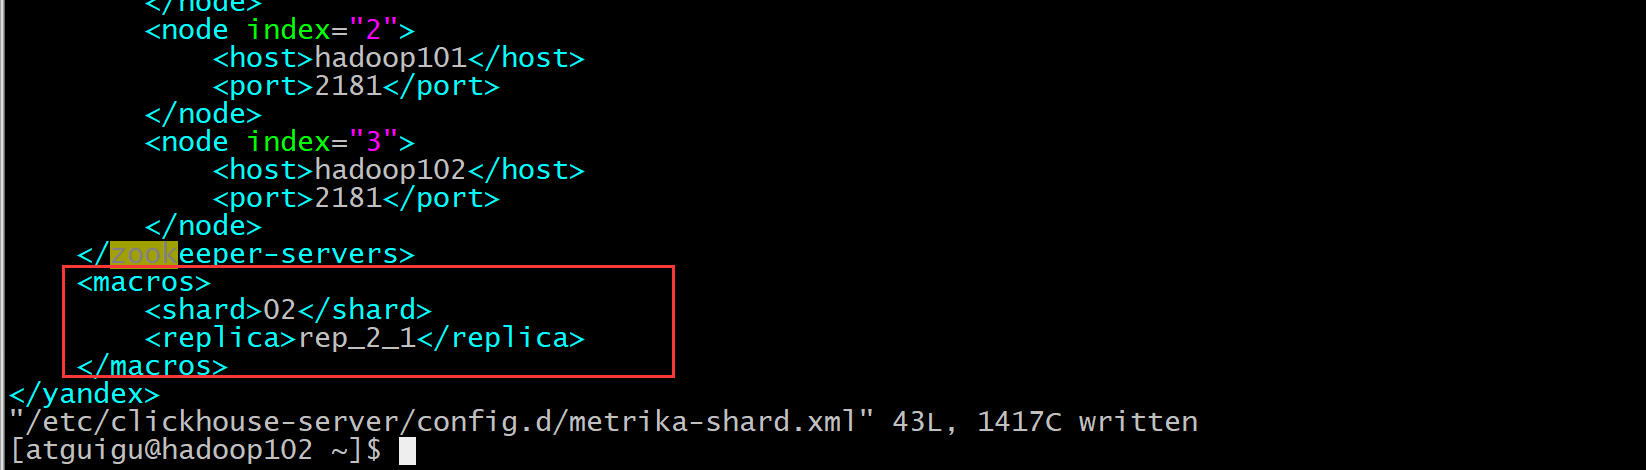 </node>
<node index="2">
<host>hadoop101</host>
<port>2181</port>
</node>
<node index="3">
<host>hadoop102</host>
<port>2181</port>
</node>
</zookeeper-servers>
<macros>
<shard>02</shard>
<replica>rep_2_1</replica>
</macros>
</yandex>
"/etc/clickhouse-server/config.d/metrika-shard.xml" 43L, 1417C written
[atguigu@hadoop102 ~]$